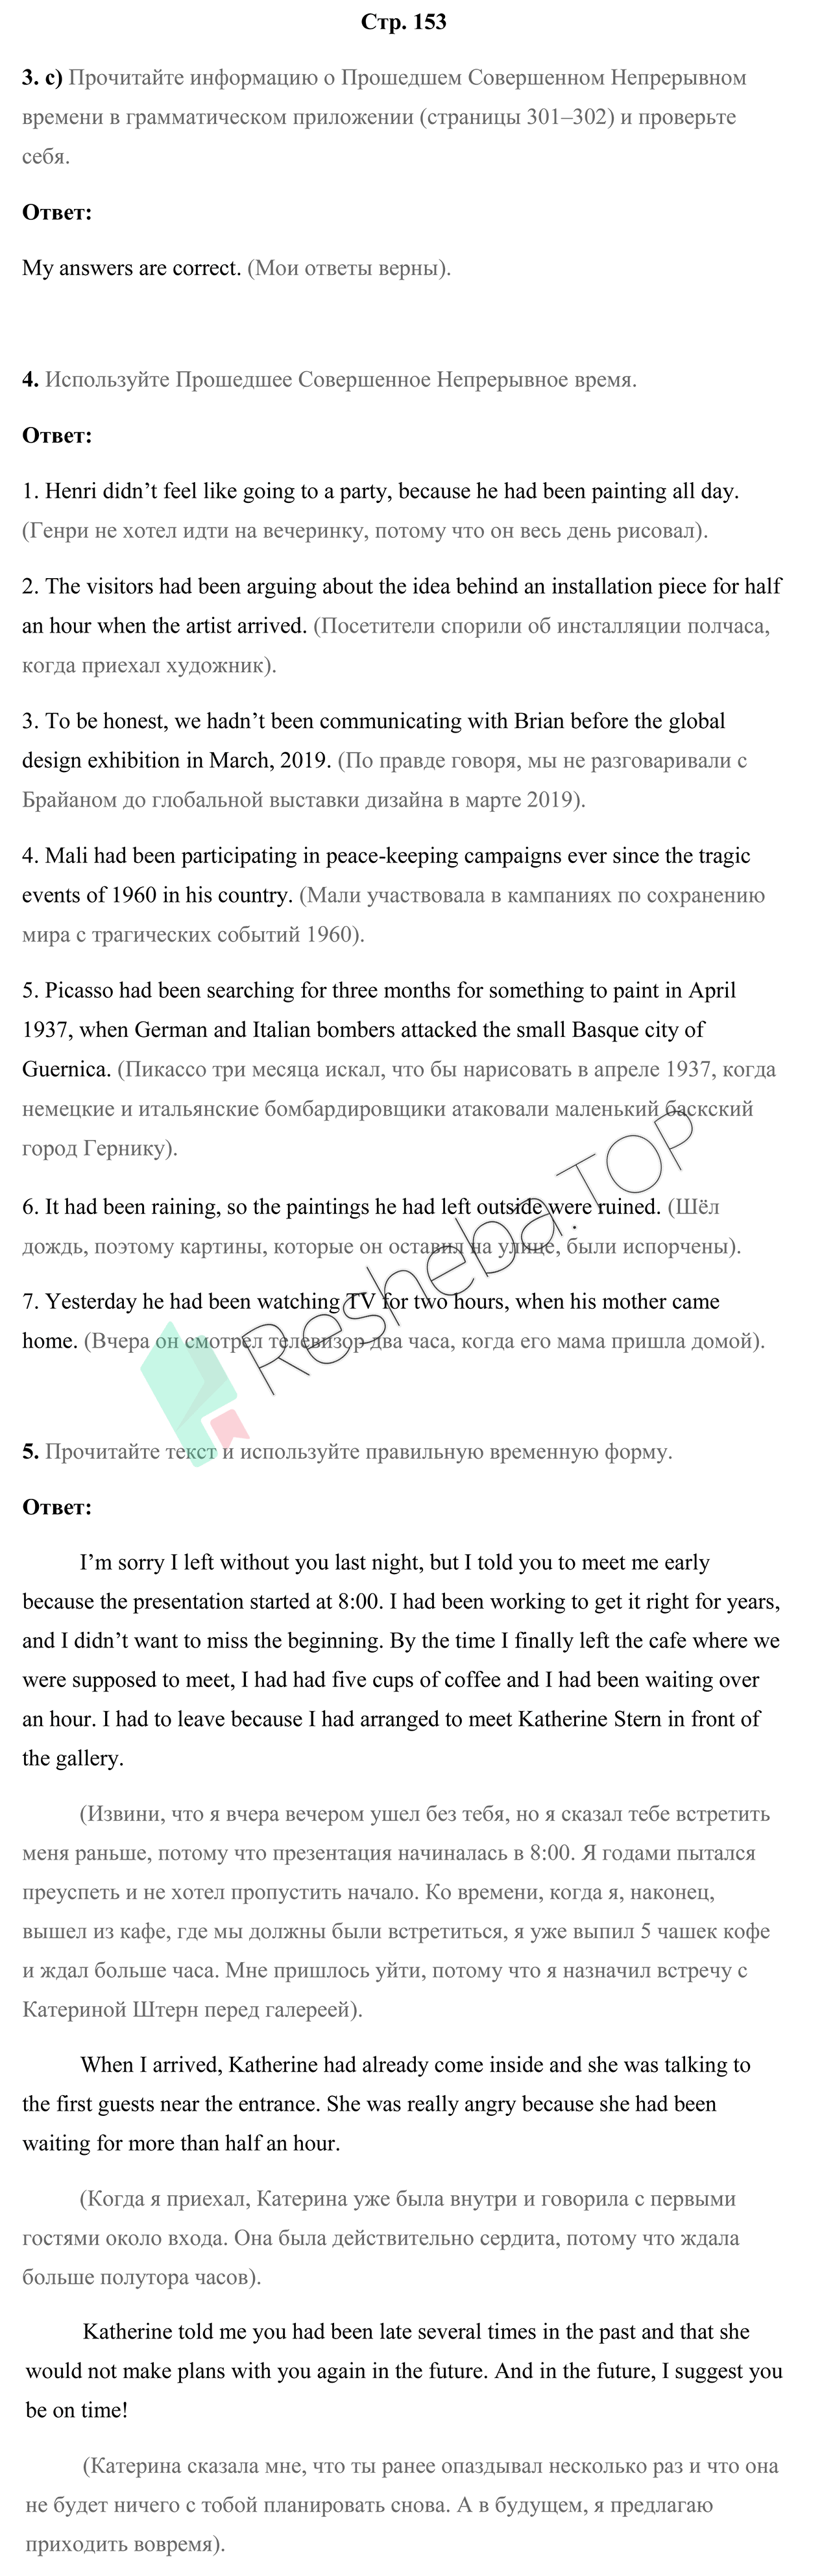 Стр. 153
3. c) Прочитайте информацию о Прошедшем Совершенном Непрерывном
времени в грамматическом приложении (страницы 301–302) и проверьте
себя.
Ответ:
My answers are correct. (Мои ответы верны).
4. Используйте Прошедшее Совершенное Непрерывное время.
Ответ:
1. Henri didn’t feel like going to a party, because he had been painting all day.
(Генри не хотел идти на вечеринку, потому что он весь день рисовал).
2. The visitors had been arguing about the idea behind an installation piece for half
an hour when the artist arrived. (Посетители спорили об инсталляции полчаса,
когда приехал художник).
3. To be honest, we hadn’t been communicating with Brian before the global
design exhibition in March, 2019. (По правде говоря, мы не разговаривали с
Брайаном до глобальной выставки дизайна в марте 2019).
4. Mali had been participating in peace-keeping campaigns ever since the tragic
events of 1960 in his country. (Мали участвовала в кампаниях по сохранению
мира с трагических событий 1960).
5. Picasso had been searching for three months for something to paint in April
1937, when German and Italian bombers attacked the small Basque city of
Guernica. (Пикассо три месяца искал, что бы нарисовать в апреле 1937, когда
немецкие и итальянские бомбардировщики атаковали маленький баскский
город Гернику).
6. It had been raining, so the paintings he had left outside were ruined. (Шёл
дождь, поэтому картины, которые он оставил на улице, были испорчены).
7. Yesterday he had been watching TV for two hours, when his mother came
home. (Вчера он смотрел телевизор два часа, когда его мама пришла домой).
Resheba.TOP
5. Прочитайте текст и используйте правильную временную форму.
Ответ:
I’m sorry I left without you last night, but I told you to meet me early
because the presentation started at 8:00. I had been working to get it right for years,
and I didn’t want to miss the beginning. By the time I finally left the cafe where we
were supposed to meet, I had had five cups of coffee and I had been waiting over
an hour. I had to leave because I had arranged to meet Katherine Stern in front of
the gallery.
(Извини, что я вчера вечером ушел без тебя, но я сказал тебе встретить
меня раньше, потому что презентация начиналась в 8:00. Я годами пытался
преуспеть и не хотел пропустить начало. Ко времени, когда я, наконец,
вышел из кафе, где мы должны были встретиться, я уже выпил 5 чашек кофе
и ждал больше часа. Мне пришлось уйти, потому что я назначил встречу с
Катериной Штерн перед галереей).
When I arrived, Katherine had already come inside and she was talking to
the first guests near the entrance. She was really angry because she had been
waiting for more than half an hour.
(Когда я приехал, Катерина уже была внутри и говорила с первыми
гостями около входа. Она была действительно сердита, потому что ждала
больше полутора часов).
Katherine told me you had been late several times in the past and that she
would not make plans with you again in the future. And in the future, I suggest you
be on time!
(Катерина сказала мне, что ты ранее опаздывал несколько раз и что она
не будет ничего с тобой планировать снова. А в будущем, я предлагаю
приходить вовремя).